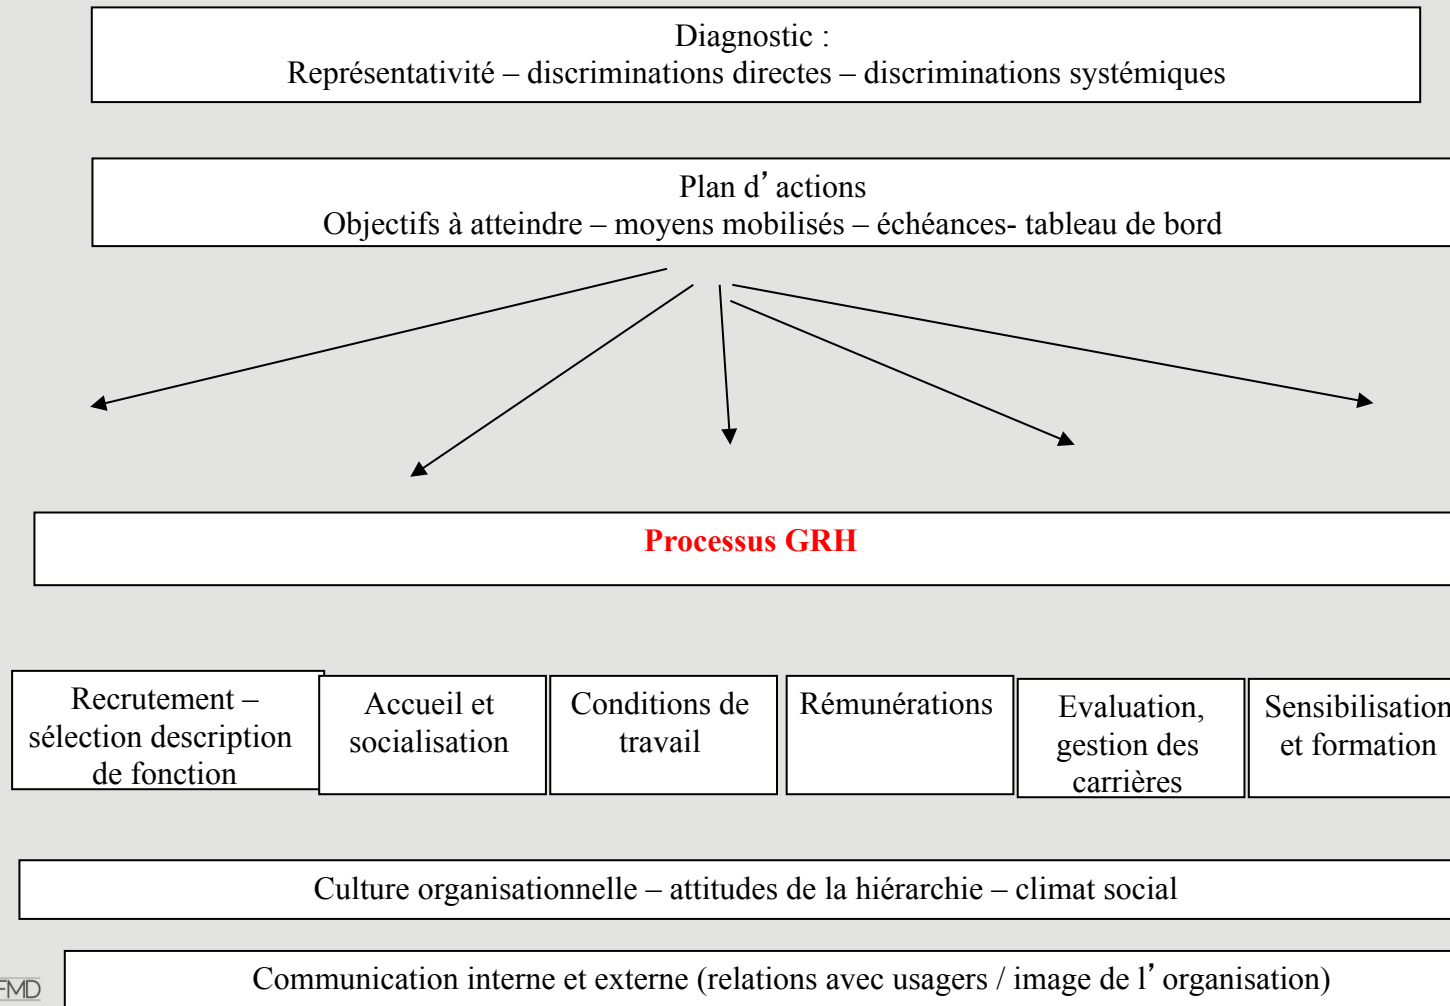 Diagnostic :
Représentativité – discriminations directes – discriminations systémiques
Plan d’actions
Objectifs à atteindre – moyens mobilisés – échéances- tableau de bord
Processus GRH
Recrutement –
sélection description
de fonction
Accueil et
socialisation
Conditions de
travail
Rémunérations
Evaluation,
gestion des
carrières
Sensibilisation
et formation
Culture organisationnelle – attitudes de la hiérarchie – climat social
Communication interne et externe (relations avec usagers / image de l’organisation)
FMD